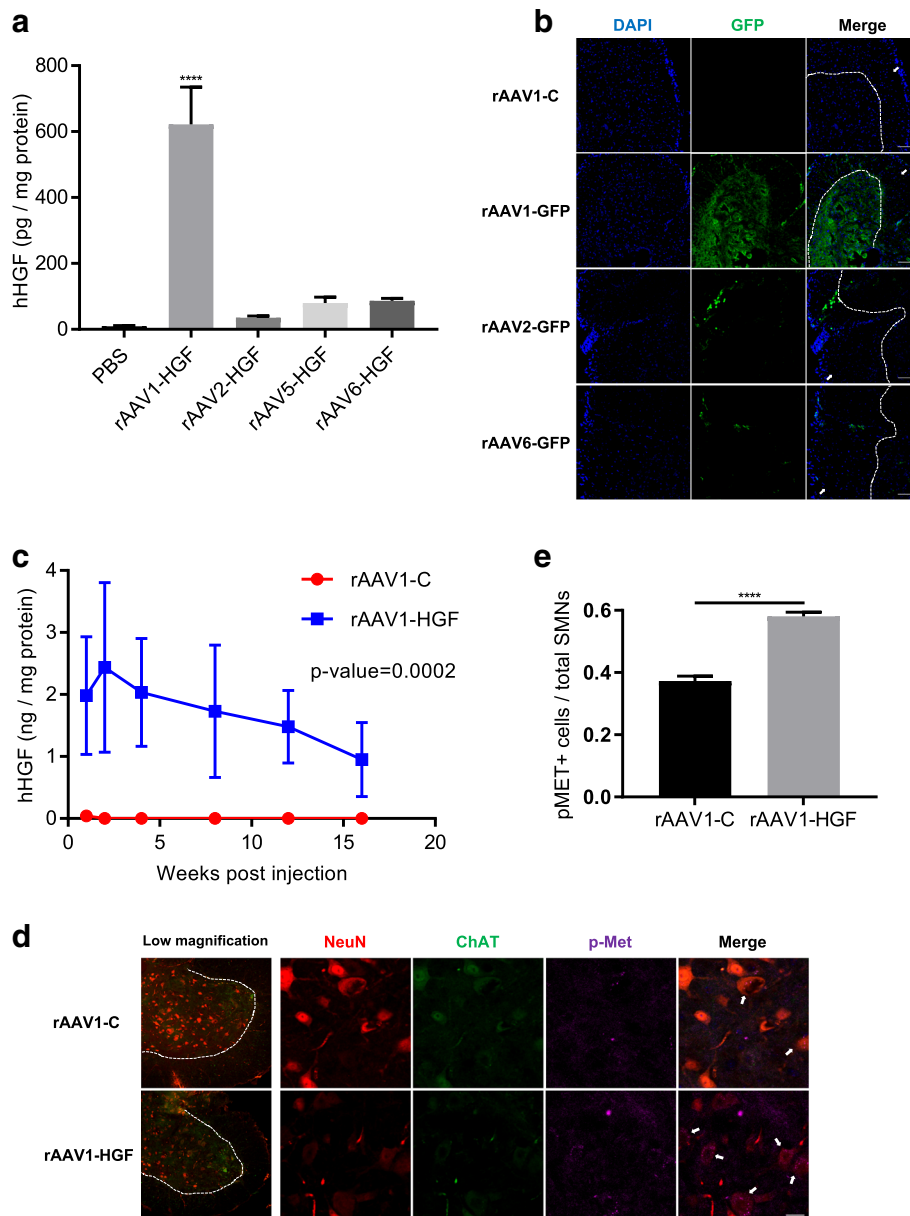 a
hHGF (pg / mg protein)
800
600
400
200
0
****
PBS
rAAV1-HGF
rAAV2-HGF
rAAV5-HGF
rAAV6-HGF
b
DAPI GFP Merge
rAAV1-C
rAAV1-GFP
rAAV2-GFP
rAAV6-GFP
c
hHGF (ng / mg protein)
4
3
2
1
0
0 5 10 15 20
Weeks post injection
rAAV1-C
rAAV1-HGF
p-value=0.0002
e
pMET+ cells / total SMNs
0.6
0.4
0.2
0.0
****
rAAV1-C rAAV1-HGF
d
Low magnification NeuN ChAT p-Met Merge
rAAV1-C
rAAV1-HGF